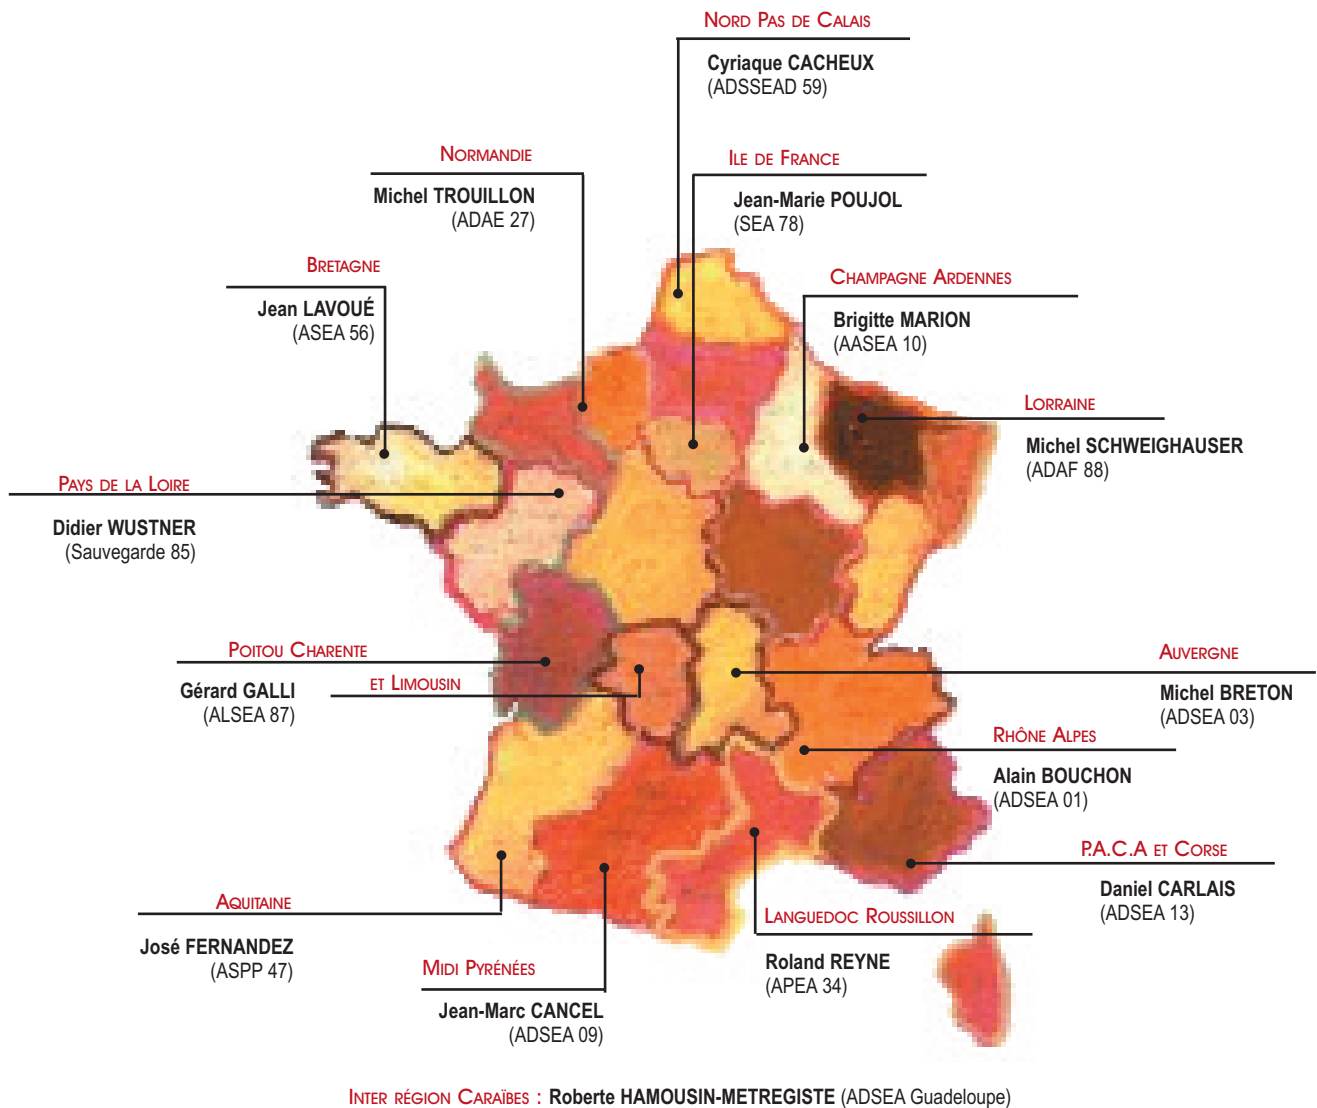 Nord Pas de Calais
Cyriaque CACHEUX
(ADSSEAD 59)
Normandie
Michel TROUILLON
(ADAE 27)
Ile de France
Jean-Marie POUJOL
(SEA 78)
Bretagne
Jean LAVOUÉ
(ASEA 56)
Champagne Ardennes
Brigitte MARION
(AASEA 10)
Lorraine
Michel SCHWEIGHAUSER
(ADAF 88)
Pays de la Loire
Didier WUSTNER
(Sauvegarde 85)
Poitou Charente
et Limousin
Gérard GALLI
(ALSEA 87)
Auvergne
Michel BRETON
(ADSEA 03)
Rhône Alpes
Alain BOUCHON
(ADSEA 01)
P.A.C.A et Corse
Daniel CARLAIS
(ADSEA 13)
Aquitaine
José FERNANDEZ
(ASPP 47)
Languedoc Roussillon
Roland REYNE
(APEA 34)
Midi Pyrénées
Jean-Marc CANCEL
(ADSEA 09)
Inter région Caraïbes : Roberte HAMOUSIN-METREGISTE (ADSEA Guadeloupe)